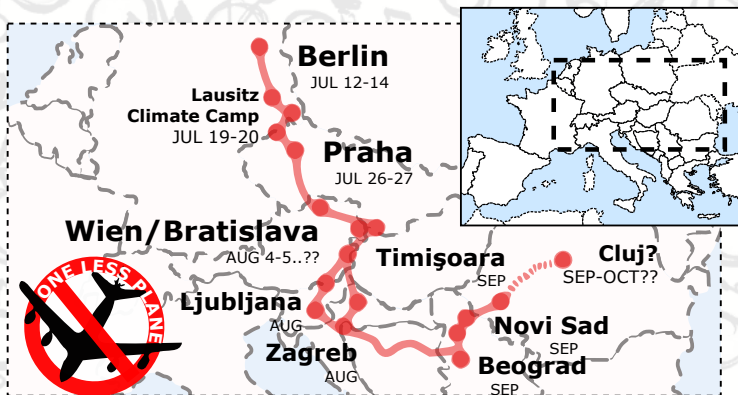 Berlin
JUL 12-14
Lausitz
Climate Camp
JUL 19-20
Praha
JUL 26-27
Wien/Bratislava
AUG 4-5..??
Timişoara
SEP
Cluj?
SEP-OCT??
Ljubljana
AUG
Novi Sad
SEP
Zagreb
AUG
Beograd
SEP
ONE LESS PLANE